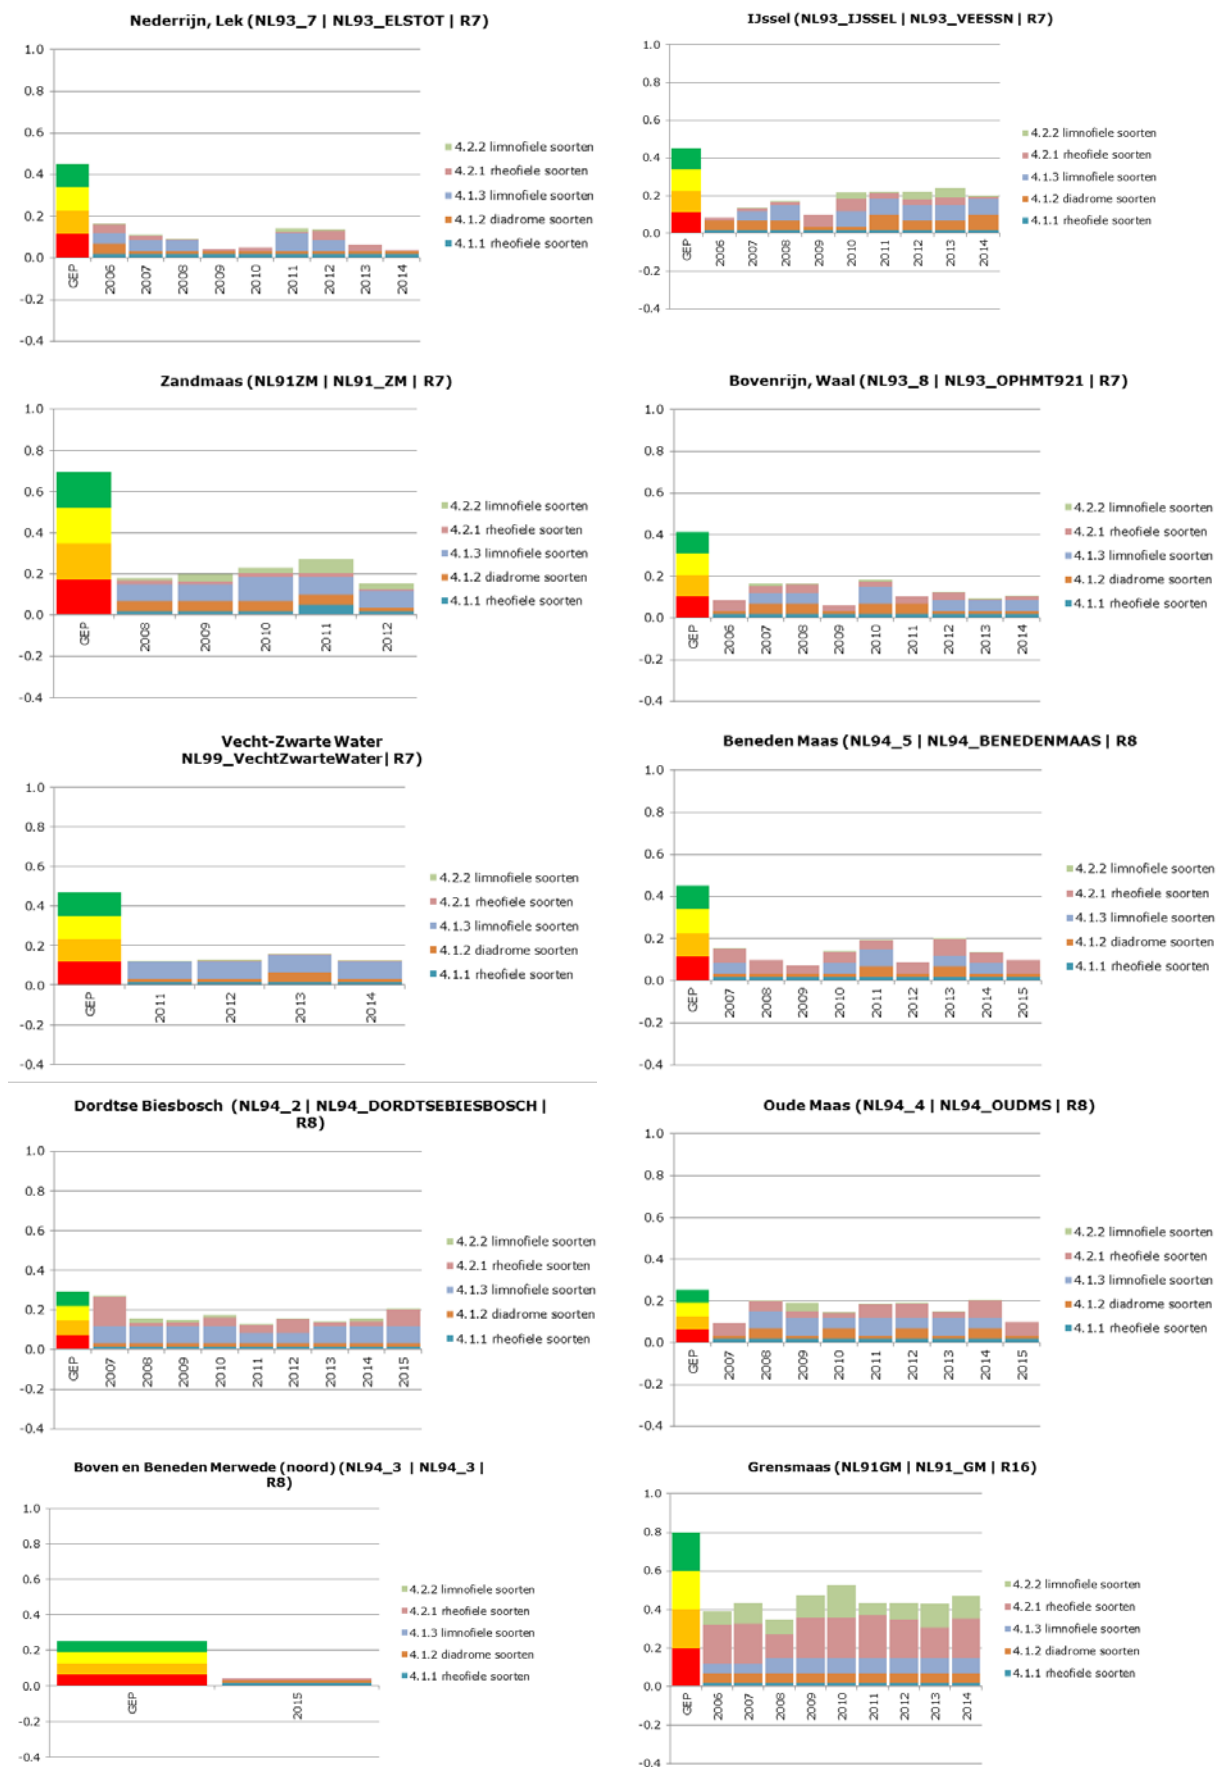 Nederrijn, Lek (NL93_7 | NL93_ELSTOT | R7)
1.0
0.8
0.6
0.4
0.2
0.0
-0.2
-0.4
GEP
2006
2007
2008
2009
2010
2011
2012
2013
2014
4.2.2 limnofiele soorten
4.2.1 rheofiele soorten
4.1.3 limnofiele soorten
4.1.2 diadrome soorten
4.1.1 rheofiele soorten
IJssel (NL93_IJSSEL | NL93_VEESSN | R7)
1.0
0.8
0.6
0.4
0.2
0.0
-0.2
-0.4
GEP
2006
2007
2008
2009
2010
2011
2012
2013
2014
4.2.2 limnofiele soorten
4.2.1 rheofiele soorten
4.1.3 limnofiele soorten
4.1.2 diadrome soorten
4.1.1 rheofiele soorten
Zandmaas (NL91ZM | NL91_ZM | R7)
1.0
0.8
0.6
0.4
0.2
0.0
-0.2
-0.4
GEP
2008
2009
2010
2011
2012
4.2.2 limnofiele soorten
4.2.1 rheofiele soorten
4.1.3 limnofiele soorten
4.1.2 diadrome soorten
4.1.1 rheofiele soorten
Bovenrijn, Waal (NL93_8 | NL93_OPHMT921 | R7)
1.0
0.8
0.6
0.4
0.2
0.0
-0.2
-0.4
GEP
2006
2007
2008
2009
2010
2011
2012
2013
2014
4.2.2 limnofiele soorten
4.2.1 rheofiele soorten
4.1.3 limnofiele soorten
4.1.2 diadrome soorten
4.1.1 rheofiele soorten
Vecht-Zwarte Water
NL99_VechtZwarteWater| R7)
1.0
0.8
0.6
0.4
0.2
0.0
-0.2
-0.4
GEP
2011
2012
2013
2014
4.2.2 limnofiele soorten
4.2.1 rheofiele soorten
4.1.3 limnofiele soorten
4.1.2 diadrome soorten
4.1.1 rheofiele soorten
Beneden Maas (NL94_5 | NL94_BENEDENMAAS | R8
1.0
0.8
0.6
0.4
0.2
0.0
-0.2
-0.4
GEP
2007
2008
2009
2010
2011
2012
2013
2014
2015
4.2.2 limnofiele soorten
4.2.1 rheofiele soorten
4.1.3 limnofiele soorten
4.1.2 diadrome soorten
4.1.1 rheofiele soorten
Dordtse Biesbosch (NL94_2 | NL94_DORDTSEBIESBOSCH |
R8)
1.0
0.8
0.6
0.4
0.2
0.0
-0.2
-0.4
GEP
2007
2008
2009
2010
2011
2012
2013
2014
2015
4.2.2 limnofiele soorten
4.2.1 rheofiele soorten
4.1.3 limnofiele soorten
4.1.2 diadrome soorten
4.1.1 rheofiele soorten
Oude Maas (NL94_4 | NL94_OUDMS | R8)
1.0
0.8
0.6
0.4
0.2
0.0
-0.2
-0.4
GEP
2007
2008
2009
2010
2011
2012
2013
2014
2015
4.2.2 limnofiele soorten
4.2.1 rheofiele soorten
4.1.3 limnofiele soorten
4.1.2 diadrome soorten
4.1.1 rheofiele soorten
Boven en Beneden Merwede (noord) (NL94_3 | NL94_3 |
R8)
1.0
0.8
0.6
0.4
0.2
0.0
-0.2
-0.4
GEP
2015
4.2.2 limnofiele soorten
4.2.1 rheofiele soorten
4.1.3 limnofiele soorten
4.1.2 diadrome soorten
4.1.1 rheofiele soorten
Grensmaas (NL91GM | NL91_GM | R16)
1.0
0.8
0.6
0.4
0.2
0.0
-0.2
-0.4
GEP
2006
2007
2008
2009
2010
2011
2012
2013
2014
4.2.2 limnofiele soorten
4.2.1 rheofiele soorten
4.1.3 limnofiele soorten
4.1.2 diadrome soorten
4.1.1 rheofiele soorten